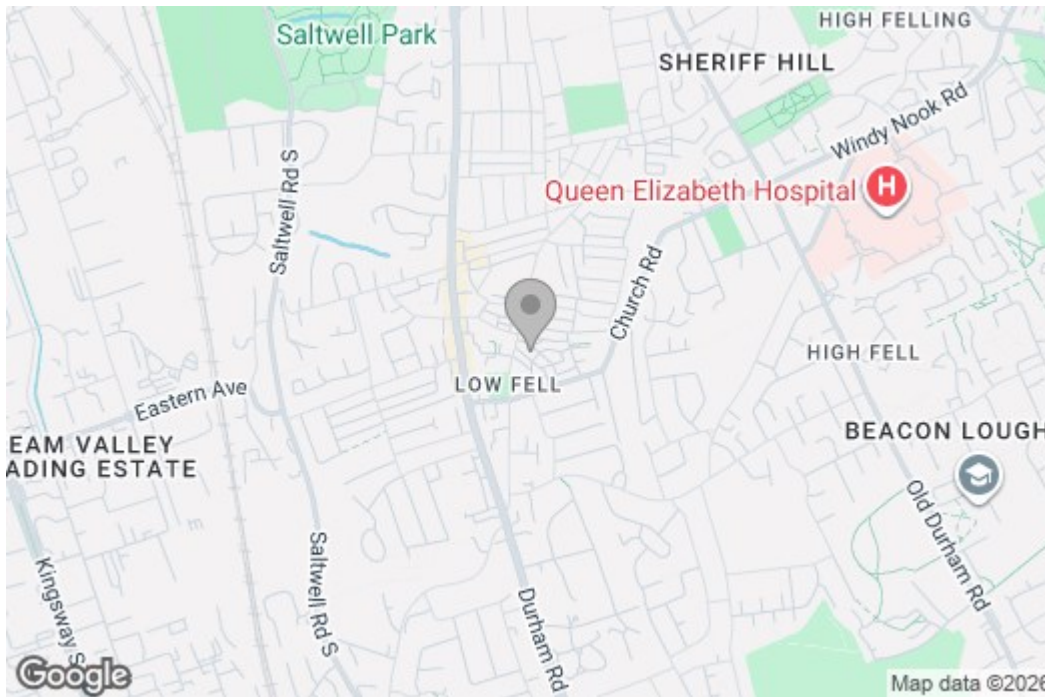 HIGH FELLING
Saltwell Park
SHERIFF HILL
Windy Nook Rd
Queen Elizabeth Hospital
H
Saltwell Rd S
Church Rd
HIGH FELL
LOW FELL
Eastern Ave
EAM VALLEY
ADING ESTATE
BEACON LOUGH
Old Durham Rd
Saltwell Rd S
Durham Rd
Kingsway S
Google
Map data ©2026